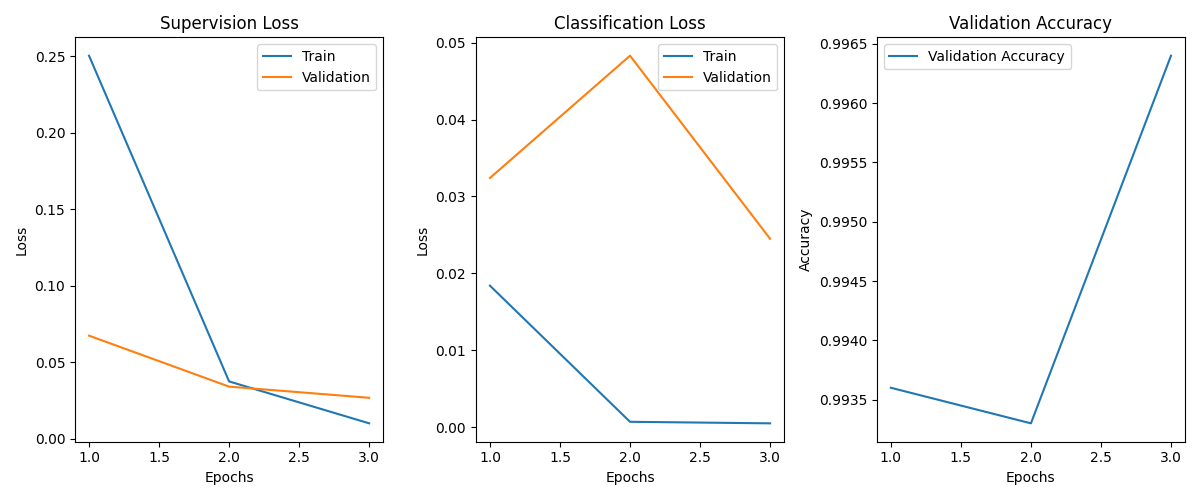 Supervision Loss
Train
Validation
0.25
0.20
0.15
0.10
0.05
0.00
Loss
1.0 1.5 2.0 2.5 3.0
Epochs
Classification Loss
Train
Validation
0.05
0.04
0.03
0.02
0.01
0.00
Loss
1.0 1.5 2.0 2.5 3.0
Epochs
Validation Accuracy
Validation Accuracy
0.9965
0.9960
0.9955
0.9950
0.9945
0.9940
0.9935
Accuracy
1.0 1.5 2.0 2.5 3.0
Epochs